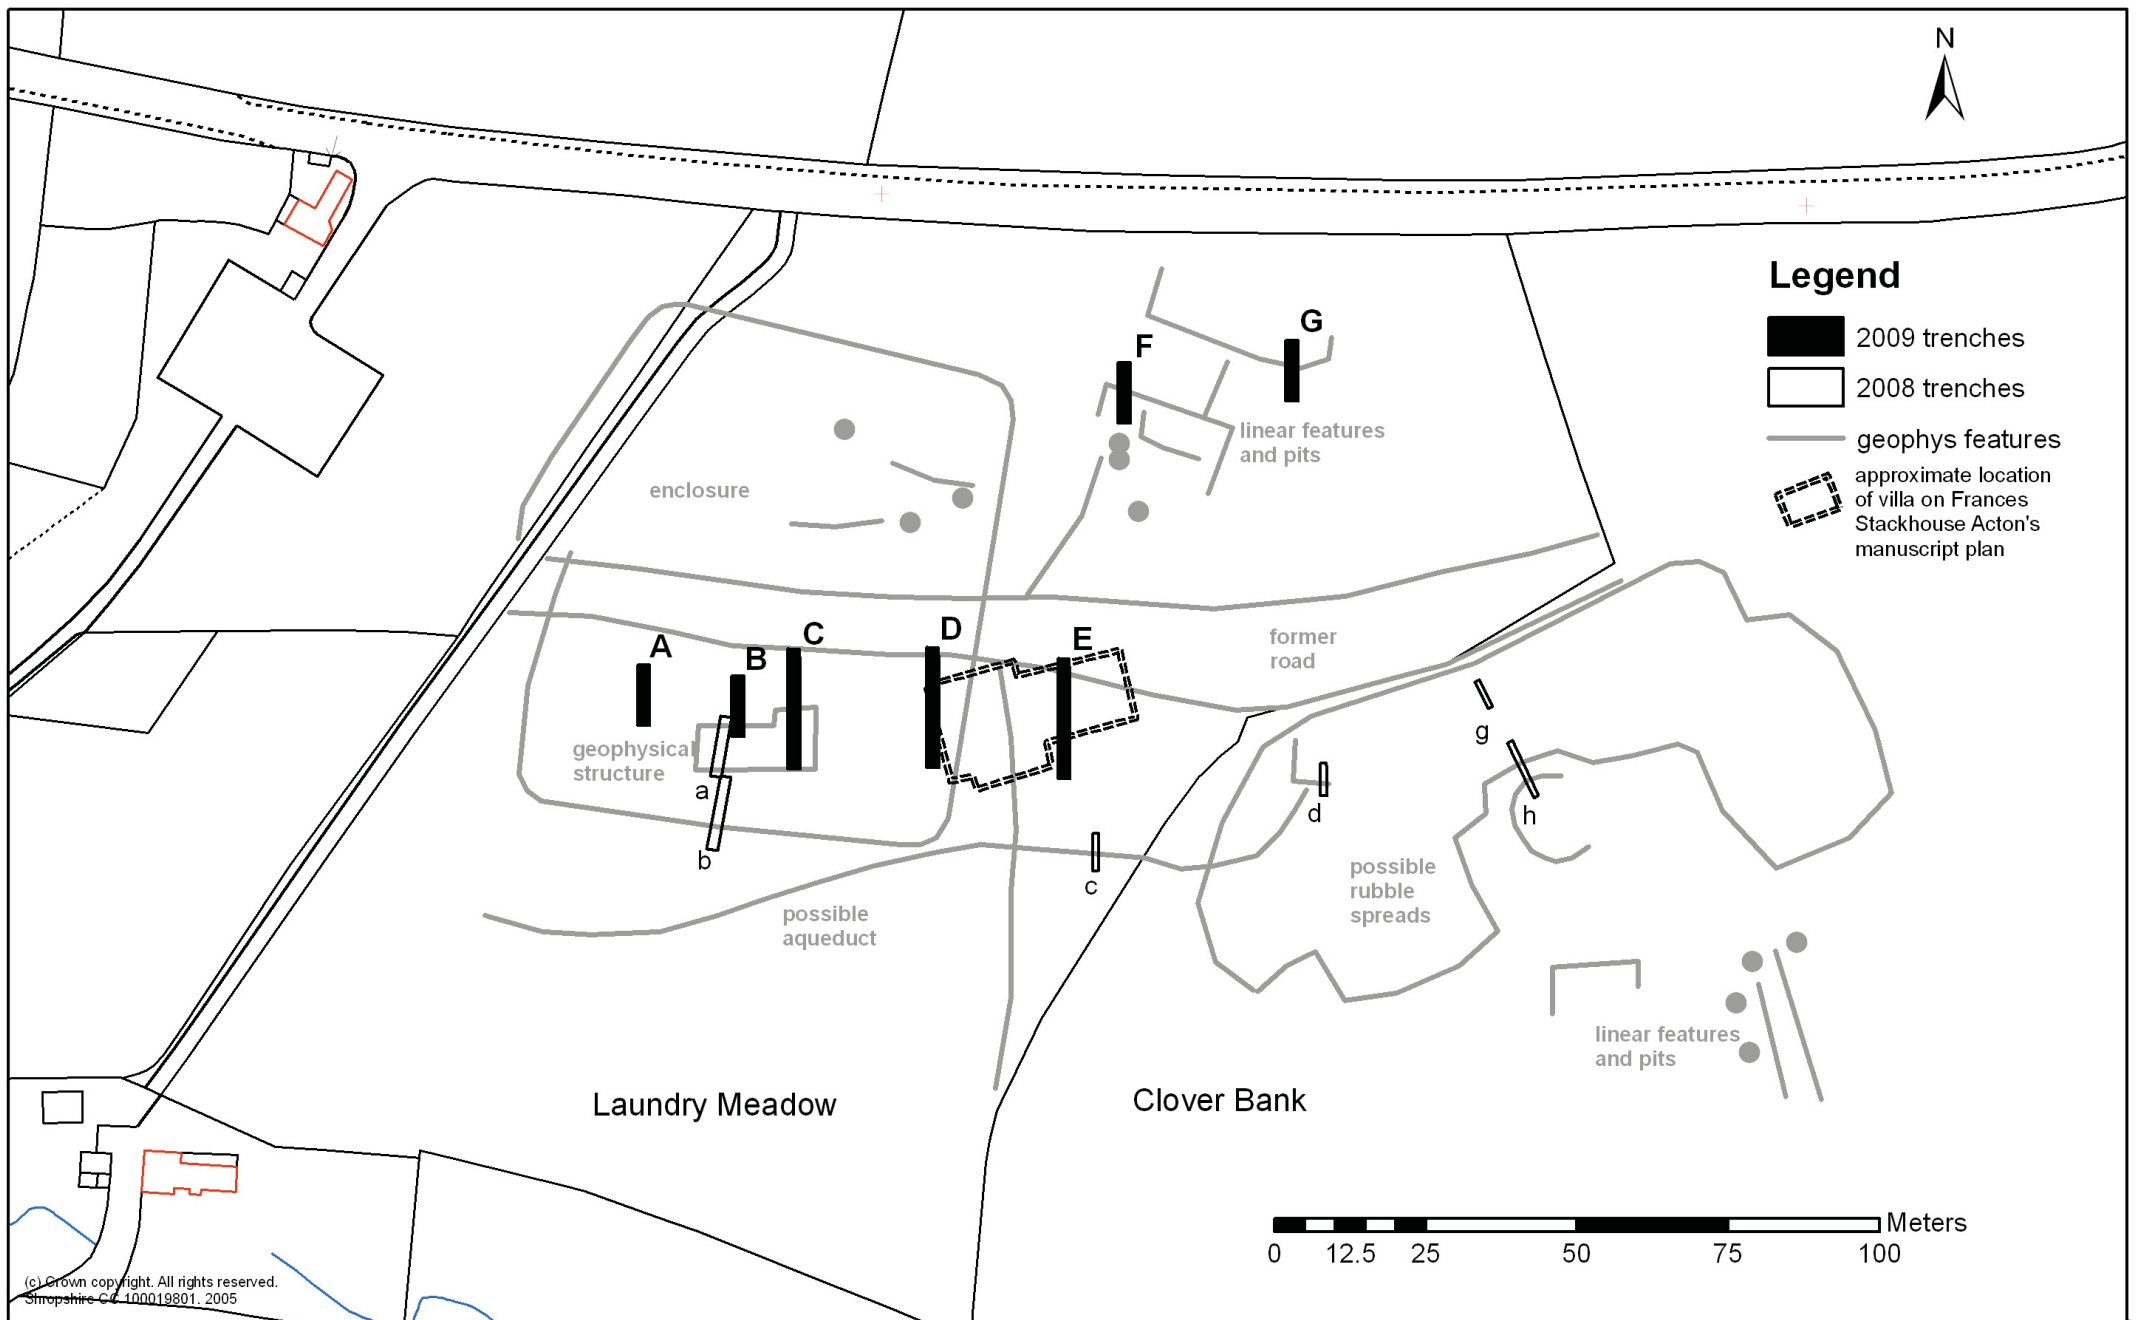 N
Legend
2009 trenches
2008 trenches
geophys features
approximate location
of villa on Frances
Stackhouse Acton's
manuscript plan
G
F
linear features
and pits
enclosure
A
B
C
D
E
former
road
geophysical
structure
a
b
c
d
g
h
possible
rubble
spreads
possible
aqueduct
linear features
and pits
Laundry Meadow
Clover Bank
Meters
0 12.5 25 50 75 100
(c) Crown copyright. All rights reserved.
Shropshire CC 100019801. 2005